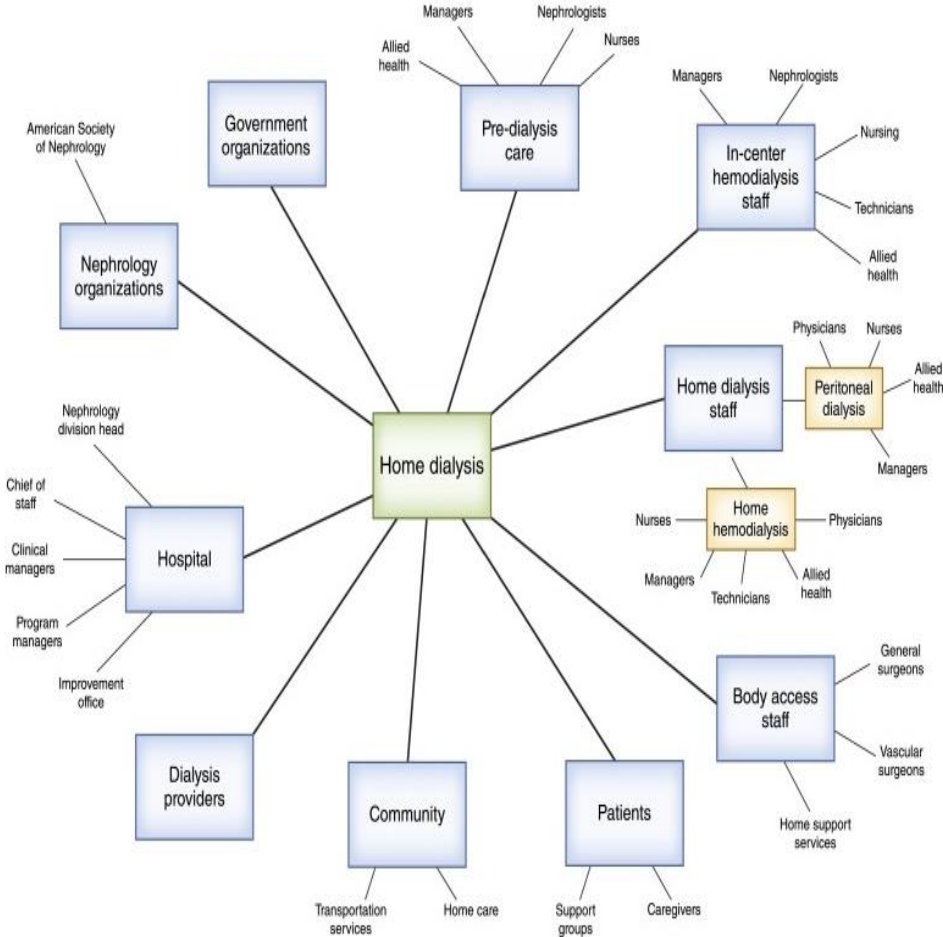 Managers
Nephrologists
Allied
health
Nurses
Pre-dialysis
care
Government
organizations
American Society
of Nephrology
Nephrology
organizations
Managers
Nephrologists
Nursing
Technicians
Allied
health
In-center
hemodialysis
staff
Home dialysis
Home dialysis
staff
Physicians
Nurses
Allied
health
Peritoneal
dialysis
Managers
Home
hemodialysis
Nurses
Physicians
Managers
Technicians
Allied
health
Nephrology
division head
Chief of
staff
Clinical
managers
Program
managers
Improvement
office
Hospital
Body access
staff
General
surgeons
Vascular
surgeons
Home support
services
Dialysis
providers
Community
Transportation
services
Home care
Patients
Support
groups
Caregivers